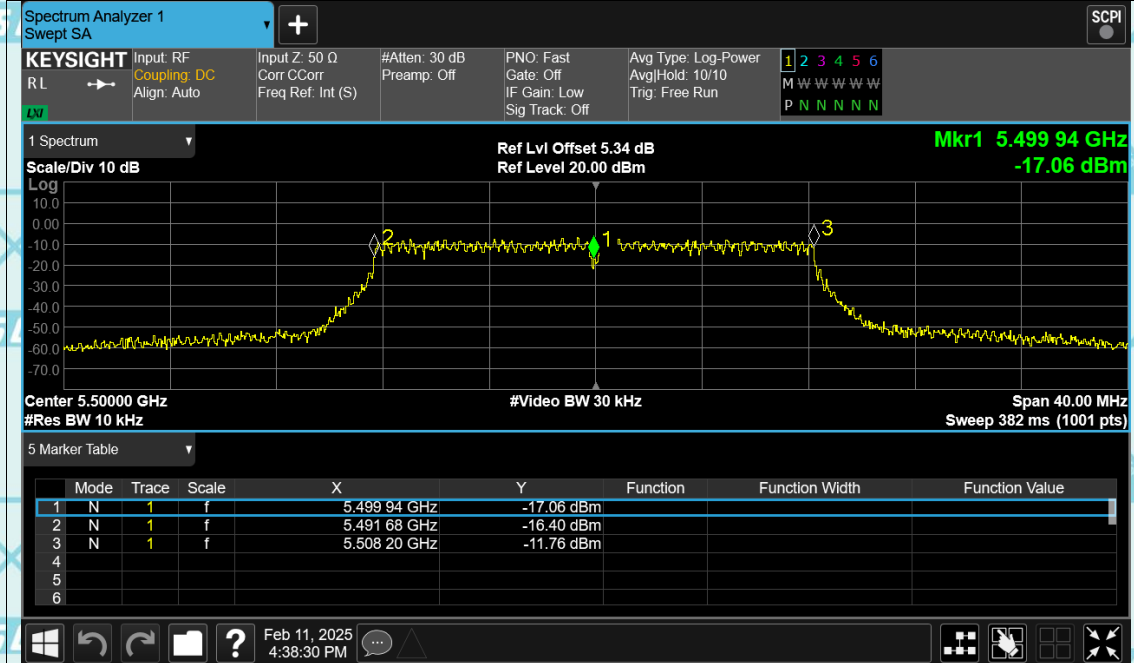 Spectrum Analyzer 1
Swept SA
+
SCPI
KEYSIGHT
RL
LXI
Input: RF
Coupling: DC
Align: Auto
Input Z: 50 Ω
Corr CCorr
Freq Ref: Int (S)
#Atten: 30 dB
Preamp: Off
PNO: Fast
Gate: Off
IF Gain: Low
Sig Track: Off
Avg Type: Log-Power
Avg|Hold: 10/10
Trig: Free Run
1 2 3 4 5 6
M W W W W W
P N N N N N
1 Spectrum
Scale/Div 10 dB
Log
Ref Lvl Offset 5.34 dB
Ref Level 20.00 dBm
Mkr1 5.499 94 GHz
-17.06 dBm
10.0
0.00
-10.0
-20.0
-30.0
-40.0
-50.0
-60.0
-70.0
2
1
3
Center 5.50000 GHz
#Video BW 30 kHz
Span 40.00 MHz
#Res BW 10 kHz
Sweep 382 ms (1001 pts)
5 Marker Table
Mode Trace Scale X Y Function Function Width Function Value
1 N 1 f 5.499 94 GHz -17.06 dBm
2 N 1 f 5.491 68 GHz -16.40 dBm
3 N 1 f 5.508 20 GHz -11.76 dBm
4
5
6
?
Feb 11, 2025
4:38:30 PM